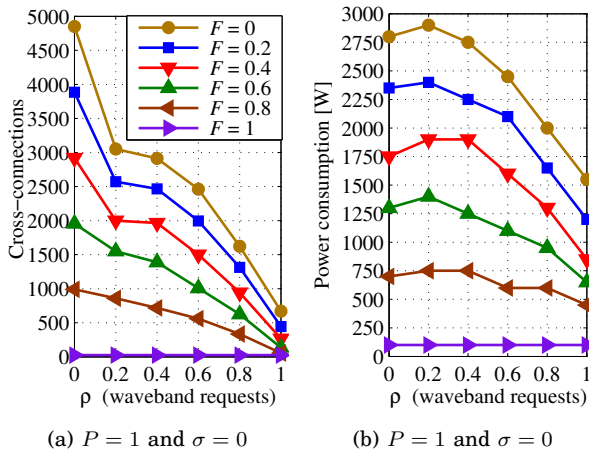 5000
4500
4000
3500
3000
2500
2000
1500
1000
500
0
Cross−connections
F = 0
F = 0.2
F = 0.4
F = 0.6
F = 0.8
F = 1
0 0.2 0.4 0.6 0.8 1
ρ (waveband requests)
(a) P = 1 and σ = 0
3000
2750
2500
2250
2000
1750
1500
1250
1000
750
500
250
0
Power consumption [W]
0 0.2 0.4 0.6 0.8 1
ρ (waveband requests)
(b) P = 1 and σ = 0